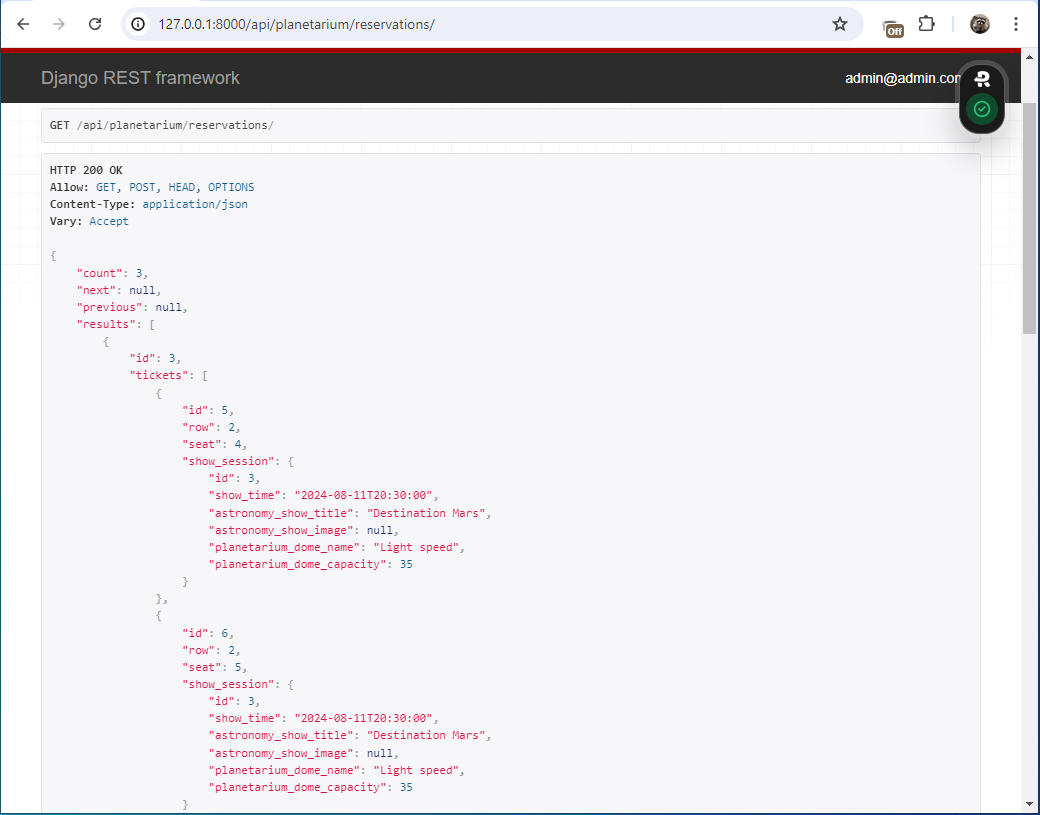 127.0.0.1:8000/api/planetarium/reservations/
Off
Django REST framework
admin@admin.com
GET /api/planetarium/reservations/
HTTP 200 OK
Allow: GET, POST, HEAD, OPTIONS
Content-Type: application/json
Vary: Accept
{
    "count": 3,
    "next": null,
    "previous": null,
    "results": [
        {
            "id": 3,
            "tickets": [
                {
                    "id": 5,
                    "row": 2,
                    "seat": 4,
                    "show_session": {
                        "id": 3,
                        "show_time": "2024-08-11T20:30:00",
                        "astronomy_show_title": "Destination Mars",
                        "astronomy_show_image": null,
                        "planetarium_dome_name": "Light speed",
                        "planetarium_dome_capacity": 35
                    }
                },
                {
                    "id": 6,
                    "row": 2,
                    "seat": 5,
                    "show_session": {
                        "id": 3,
                        "show_time": "2024-08-11T20:30:00",
                        "astronomy_show_title": "Destination Mars",
                        "astronomy_show_image": null,
                        "planetarium_dome_name": "Light speed",
                        "planetarium_dome_capacity": 35
                    }